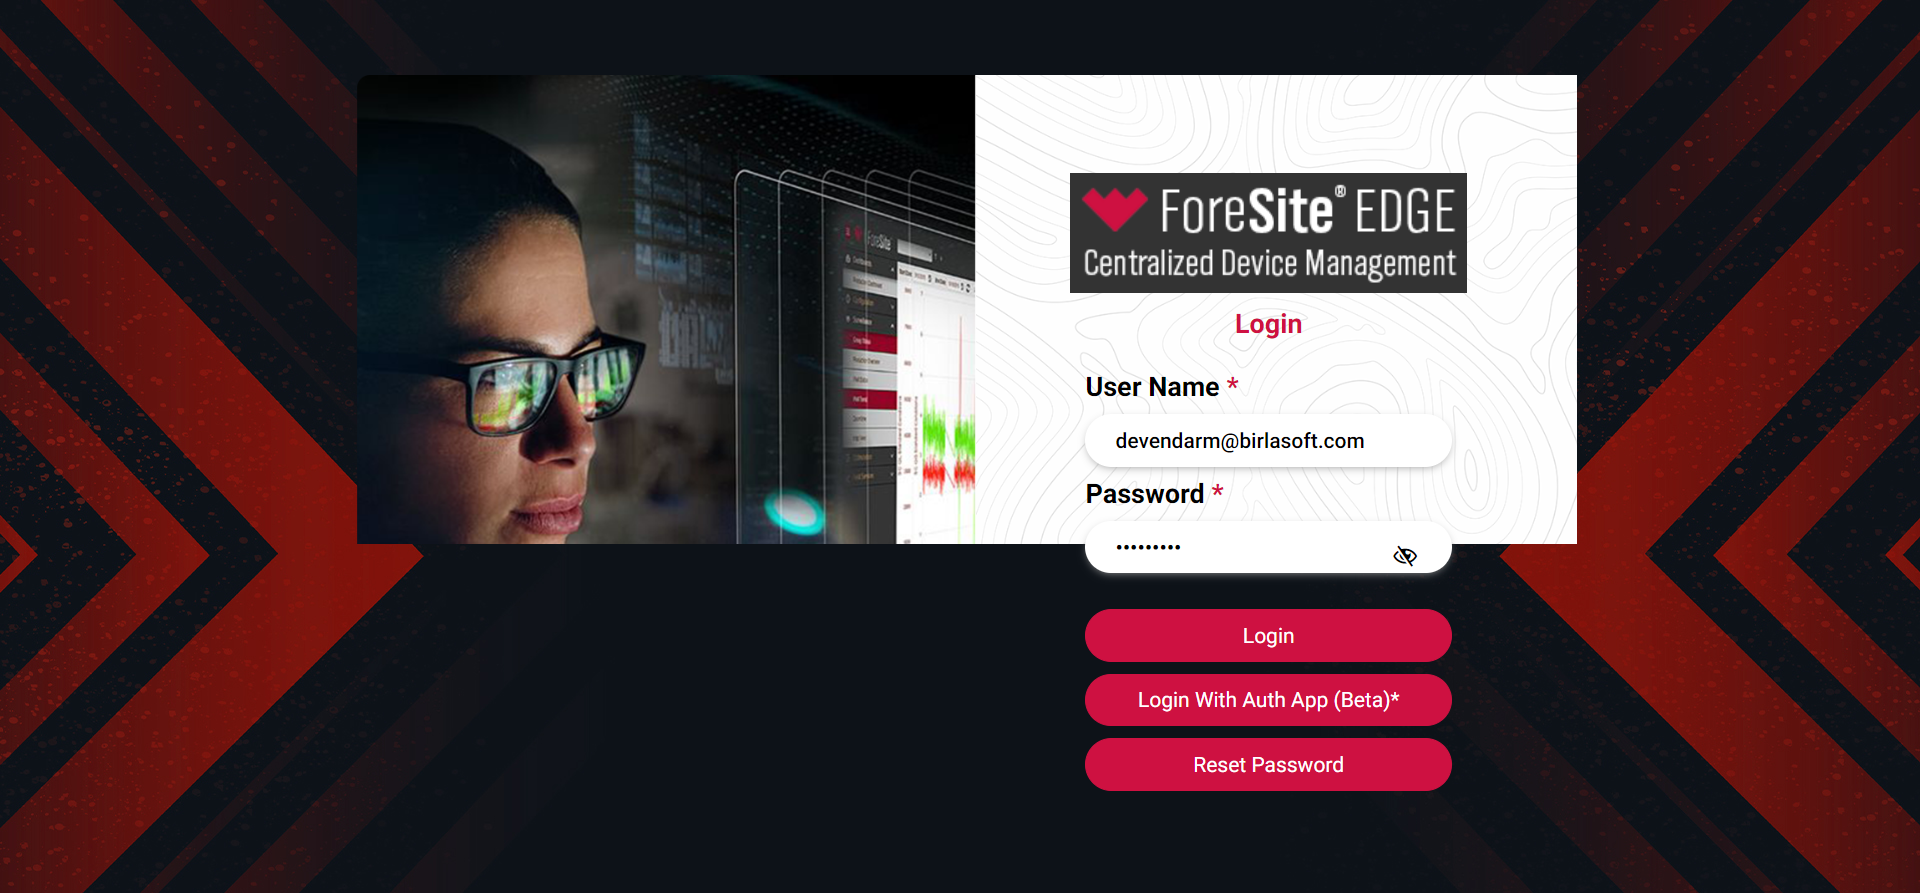 ForeSite
ForeSite® EDGE
Centralized Device Management
Login
User Name *
devendarm@birlasoft.com
Password *
•••••••••
Login
Login With Auth App (Beta)*
Reset Password